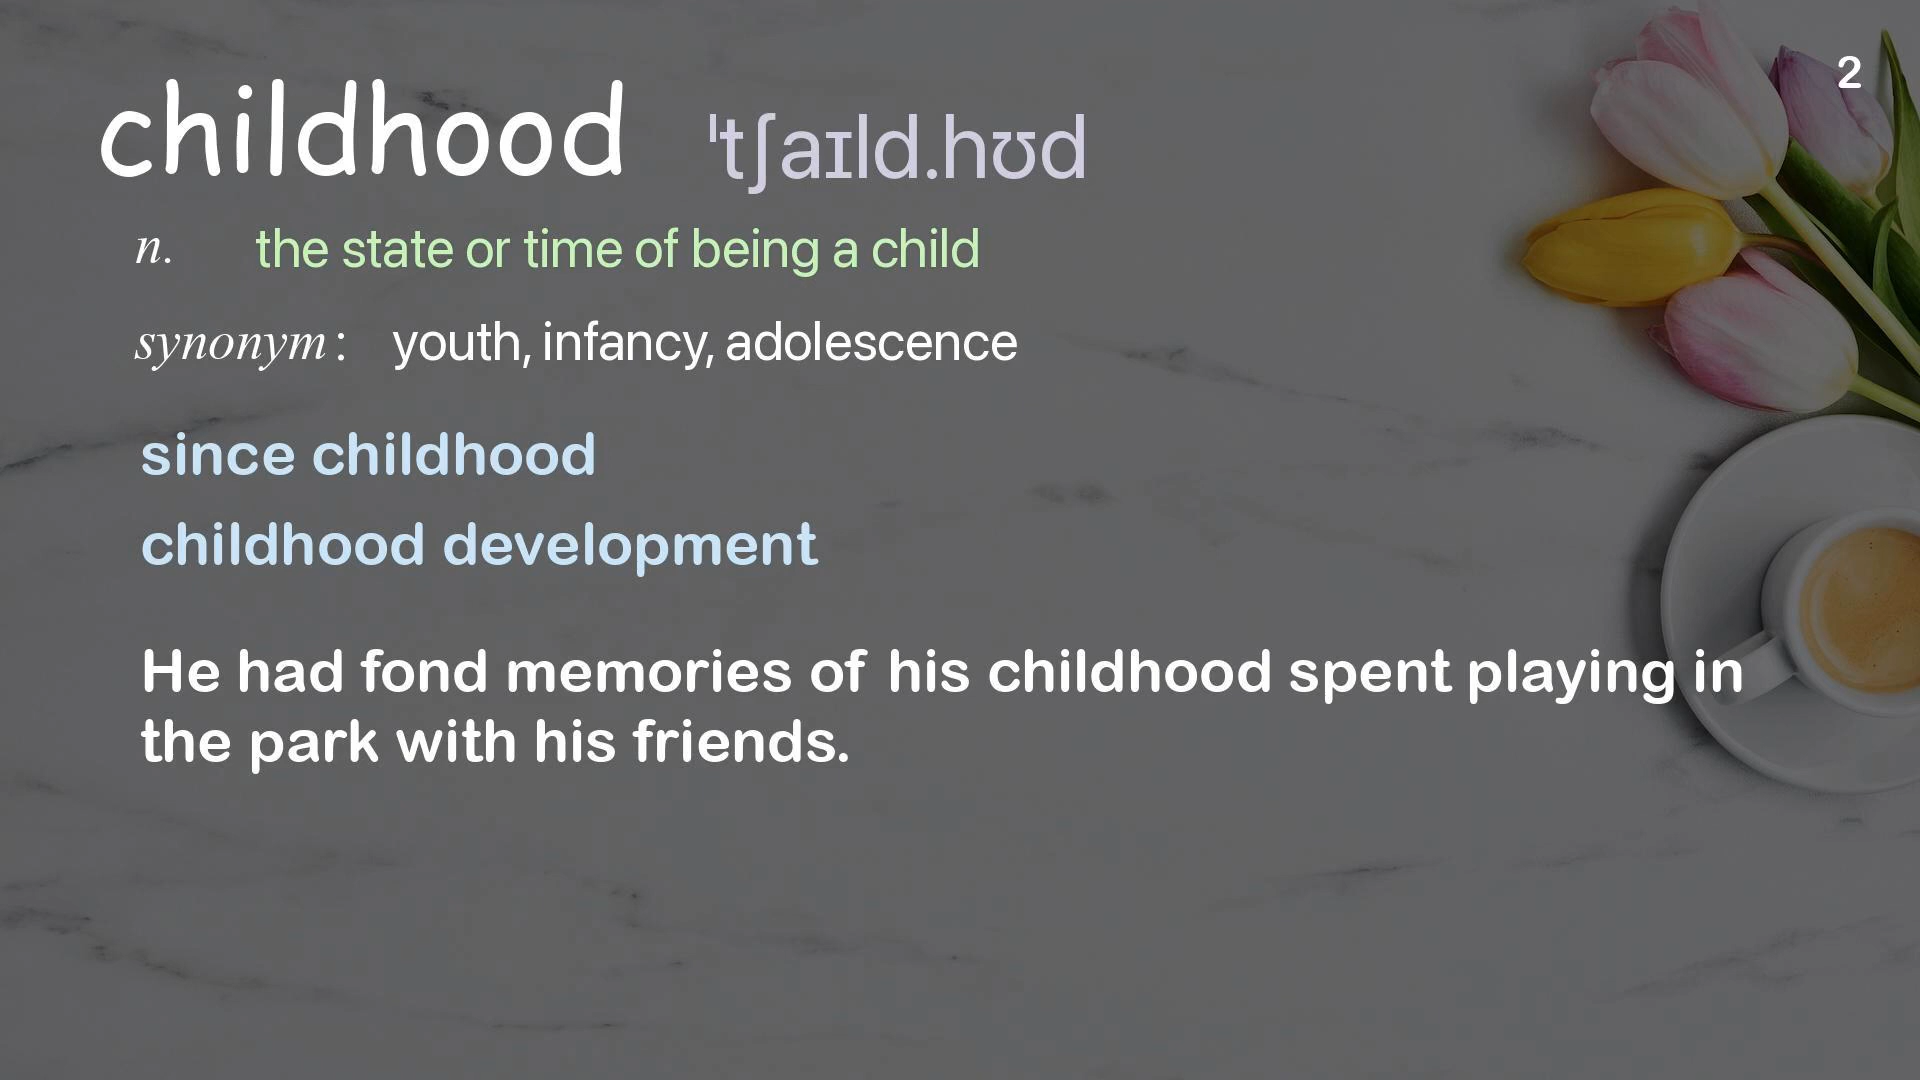 2
childhood ˈtʃaɪld.hʊd
n. the state or time of being a child
synonym : youth, infancy, adolescence
since childhood
childhood development
He had fond memories of his childhood spent playing in
the park with his friends.